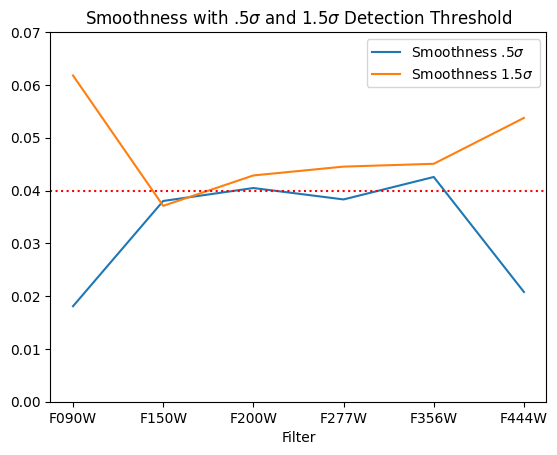 Smoothness with .5σ and 1.5σ Detection Threshold
Smoothness .5σ
Smoothness 1.5σ
0.07
0.06
0.05
0.04
0.03
0.02
0.01
0.00
F090W F150W F200W F277W F356W F444W
Filter